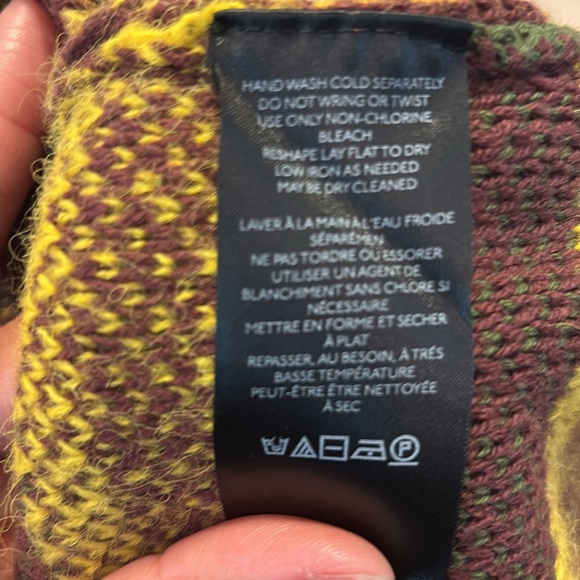 HAND WASH COLD SEPARATELY
DO NOT WRING OR TWIST
USE ONLY NON-CHLORINE
BLEACH
RESHAPE LAY FLAT TO DRY
LOW IRON AS NEEDED
MAY BE DRY CLEANED
LAVER À LA MAIN À L'EAU FROIDE
SÉPARÉMEN
NE PAS TORDRE OU ESSORER
UTILISER UN AGENT DE
BLANCHIMENT SANS CHLORE SI
NÉCESSAIRE
METTRE EN FORME ET SECHER
À PLAT
REPASSER, AU BESOIN, À TRÉS
BASSE TEMPÉRATURE
PEUT-ÊTRE ÊTRE NETTOYÉE
À SEC
P